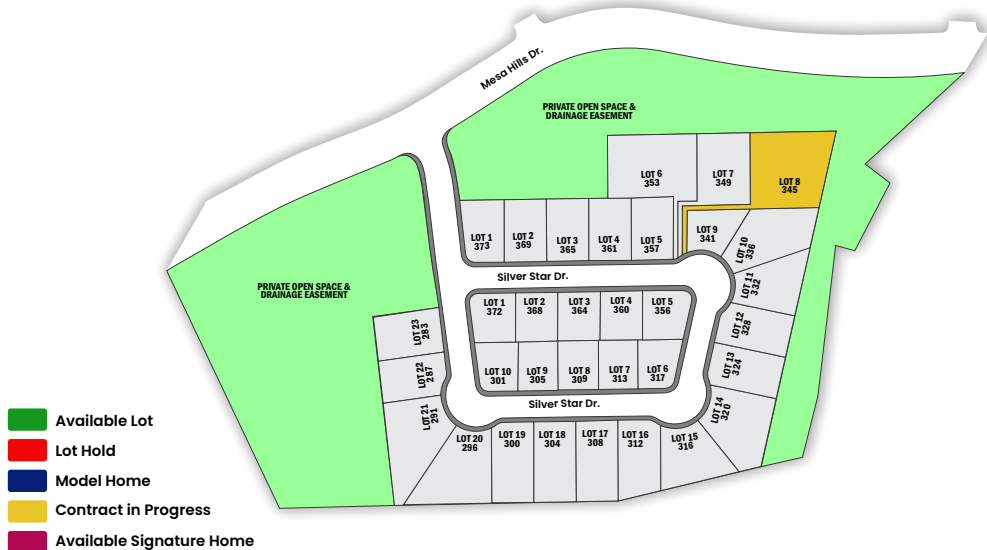 Mesa Hills Dr.
PRIVATE OPEN SPACE &
DRAINAGE EASEMENT
LOT 6
353
LOT 7
349
LOT 8
345
LOT 1
373
LOT 2
369
LOT 3
365
LOT 4
361
LOT 5
357
LOT 9
341
LOT 10
336
LOT 11
332
Silver Star Dr.
PRIVATE OPEN SPACE &
DRAINAGE EASEMENT
LOT 1
372
LOT 2
368
LOT 3
364
LOT 4
360
LOT 5
356
LOT 12
328
LOT 23
283
LOT 10
301
LOT 9
305
LOT 8
309
LOT 7
313
LOT 6
317
LOT 13
324
LOT 22
287
Silver Star Dr.
LOT 14
320
LOT 21
291
LOT 20
296
LOT 19
300
LOT 18
304
LOT 17
308
LOT 16
312
LOT 15
316
Available Lot
Lot Hold
Model Home
Contract in Progress
Available Signature Home